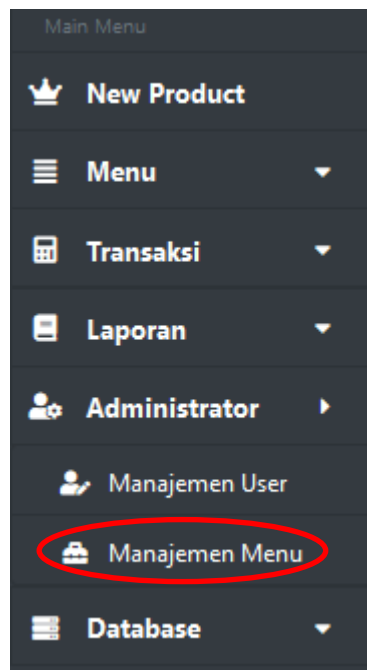 Main Menu
New Product
Menu
Transaksi
Laporan
Administrator
Manajemen User
Manajemen Menu
Database